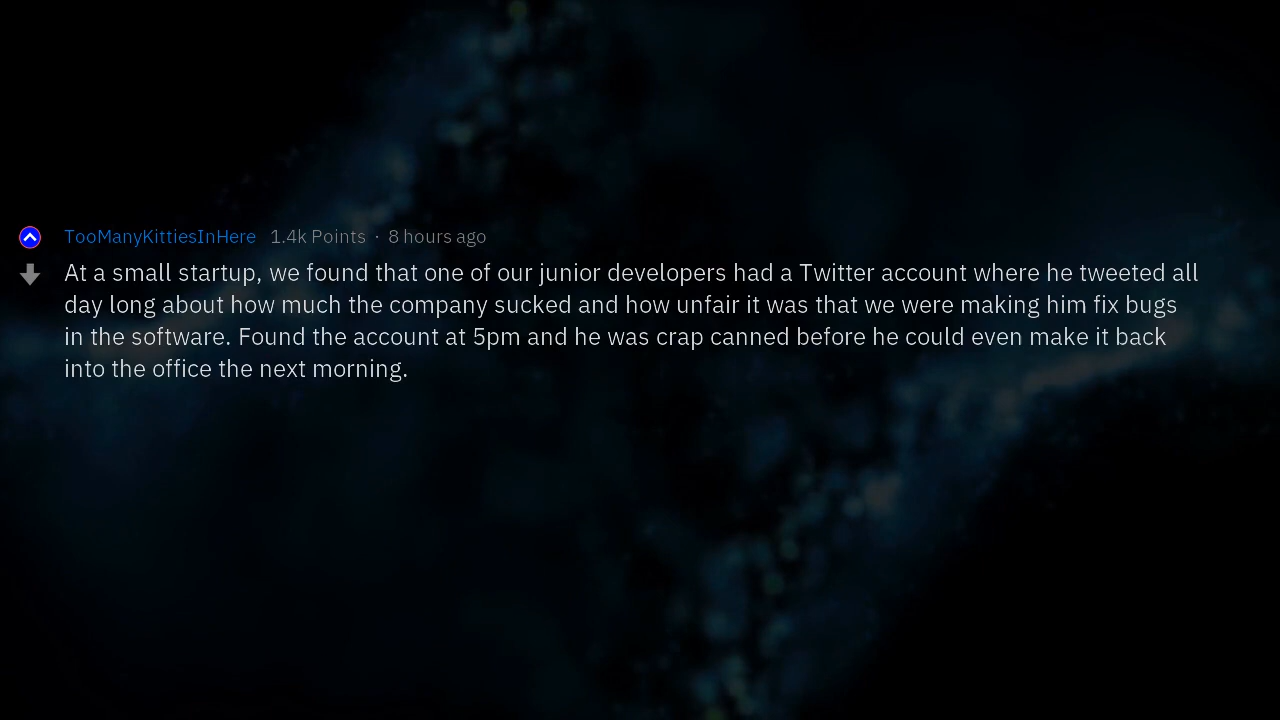 TooManyKittiesInHere 1.4k Points · 8 hours ago
At a small startup, we found that one of our junior developers had a Twitter account where he tweeted all
day long about how much the company sucked and how unfair it was that we were making him fix bugs
in the software. Found the account at 5pm and he was crap canned before he could even make it back
into the office the next morning.